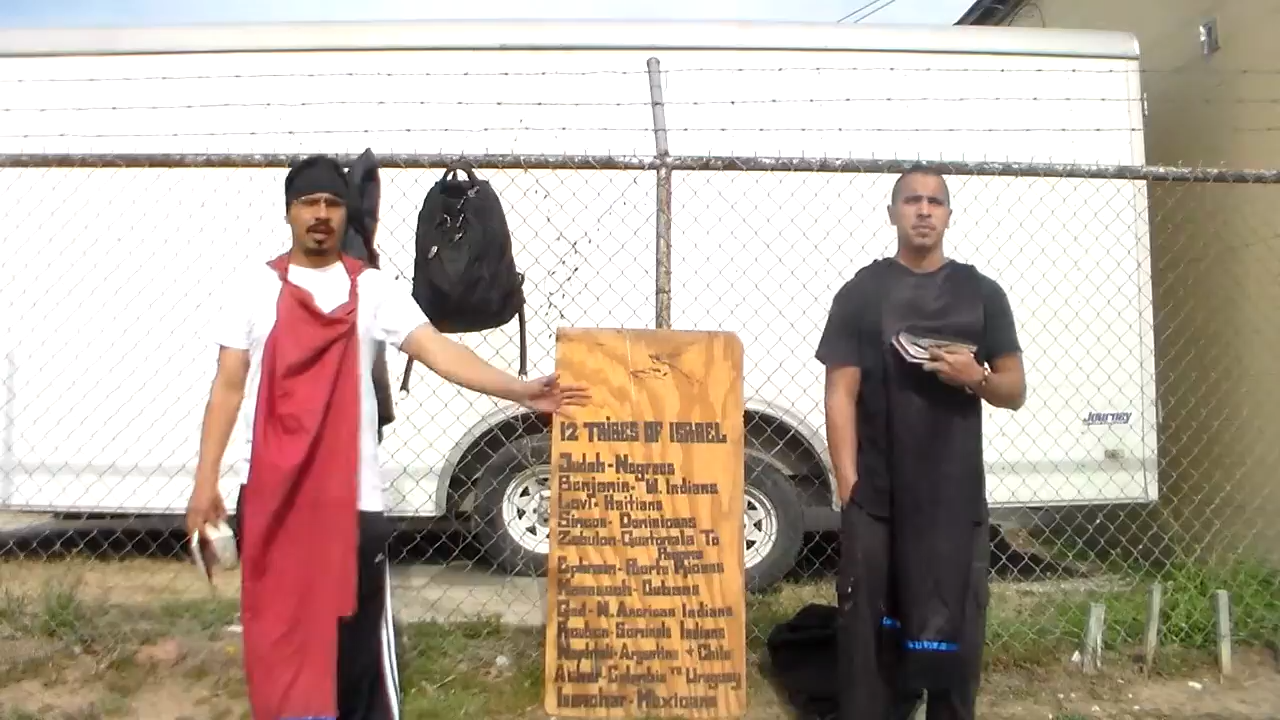 12 TRIBES OF ISRAEL
Judah-Negroes
Benjamin- W. Indians
Levi- Haitians
Simeon- Dominicans
Zebulon-Guatemala To
Panama
Ephraim-Puerto Ricans
Manasseh-Cubans
Gad-N. American Indians
Reuben-Seminole Indians
Naphtali-Argentina + Chile
Asher-Colombia to Uruguay
Issachar-Mexicans
Journey